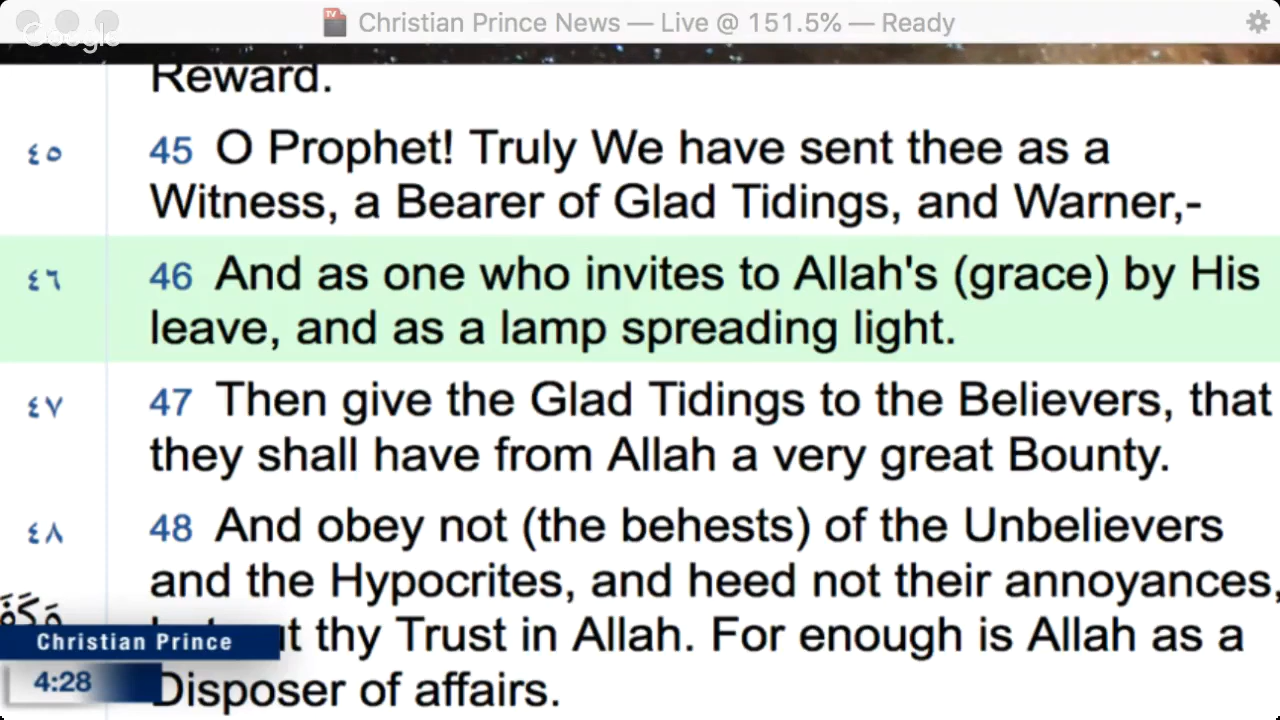 Christian Prince News — Live @ 151.5% — Ready
Google
Reward.
٤٥ 45 O Prophet! Truly We have sent thee as a
Witness, a Bearer of Glad Tidings, and Warner,-
٤٦ 46 And as one who invites to Allah's (grace) by His
leave, and as a lamp spreading light.
٤٧ 47 Then give the Glad Tidings to the Believers, that
they shall have from Allah a very great Bounty.
٤٨ 48 And obey not (the behests) of the Unbelievers
and the Hypocrites, and heed not their annoyances,
thy Trust in Allah. For enough is Allah as a
Disposer of affairs.
Christian Prince
4:28